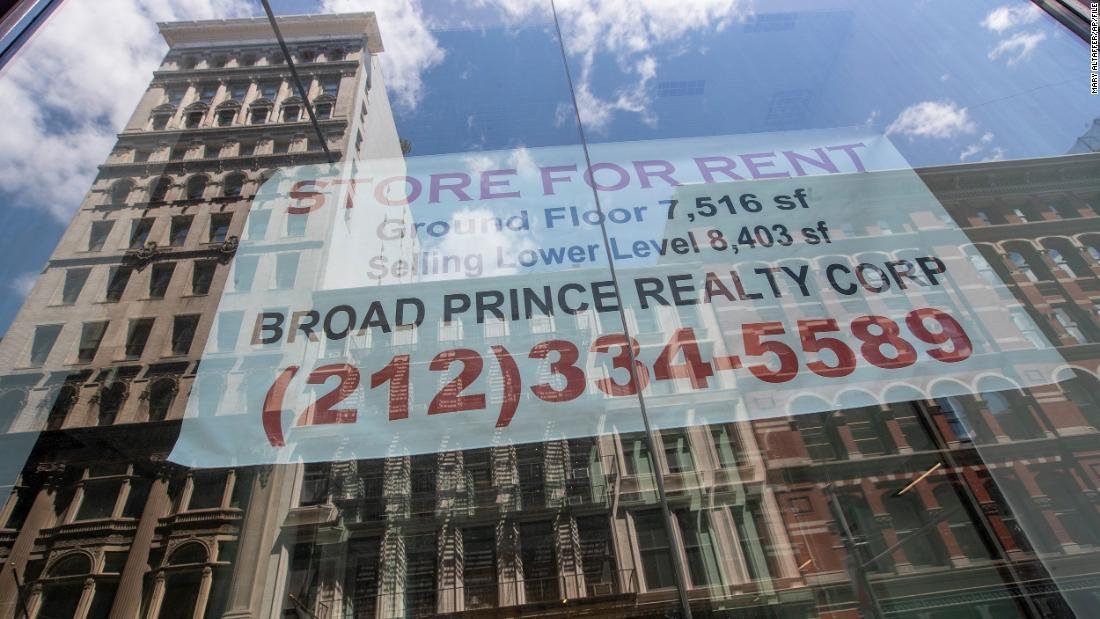 STORE FOR RENT
Ground Floor 7,516 sf
Selling Lower Level 8,403 sf
BROAD PRINCE REALTY CORP
(212)334-5589
MARY ALTAFFER/AP/FILE